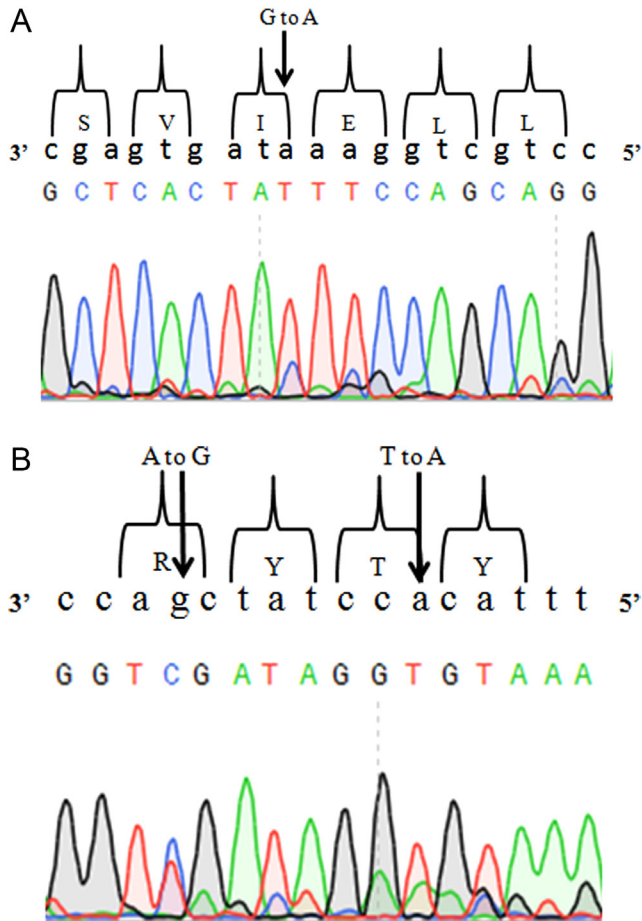 A
G to A
S V I E L L
3’ c g a g t g a t a a a g g t c g t c c 5’
G C T C A C T A T T T C C A G C A G G
B
A to G T to A
R Y T Y
3’ c c a g c t a t c c a c a t t t 5’
G G T C G A T A G G T G T A A A